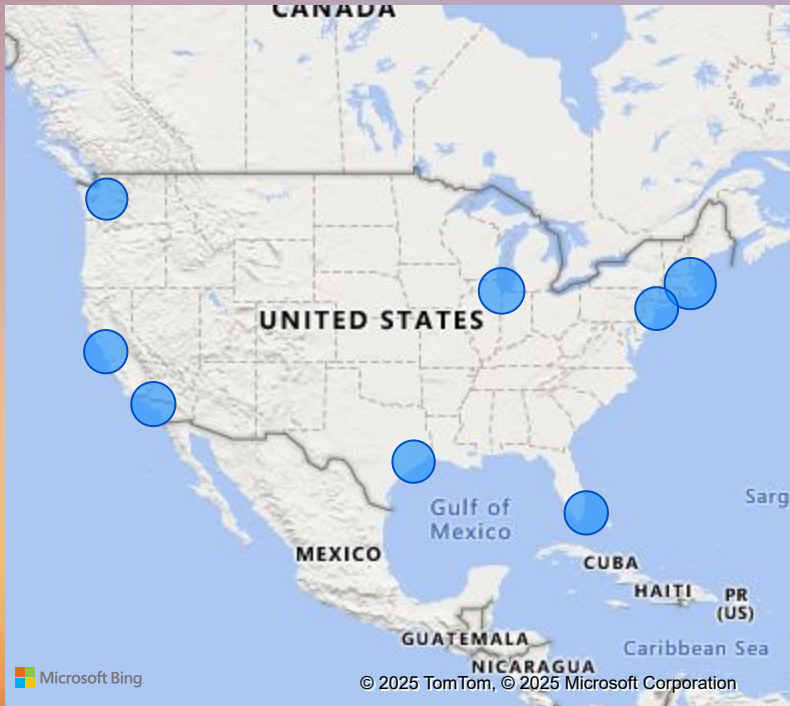 CANADA
UNITED STATES
Gulf of
Mexico
Sarg
MEXICO
CUBA
HAITI
PR
(US)
GUATEMALA
Caribbean Sea
NICARAGUA
Microsoft Bing
© 2025 TomTom, © 2025 Microsoft Corporation